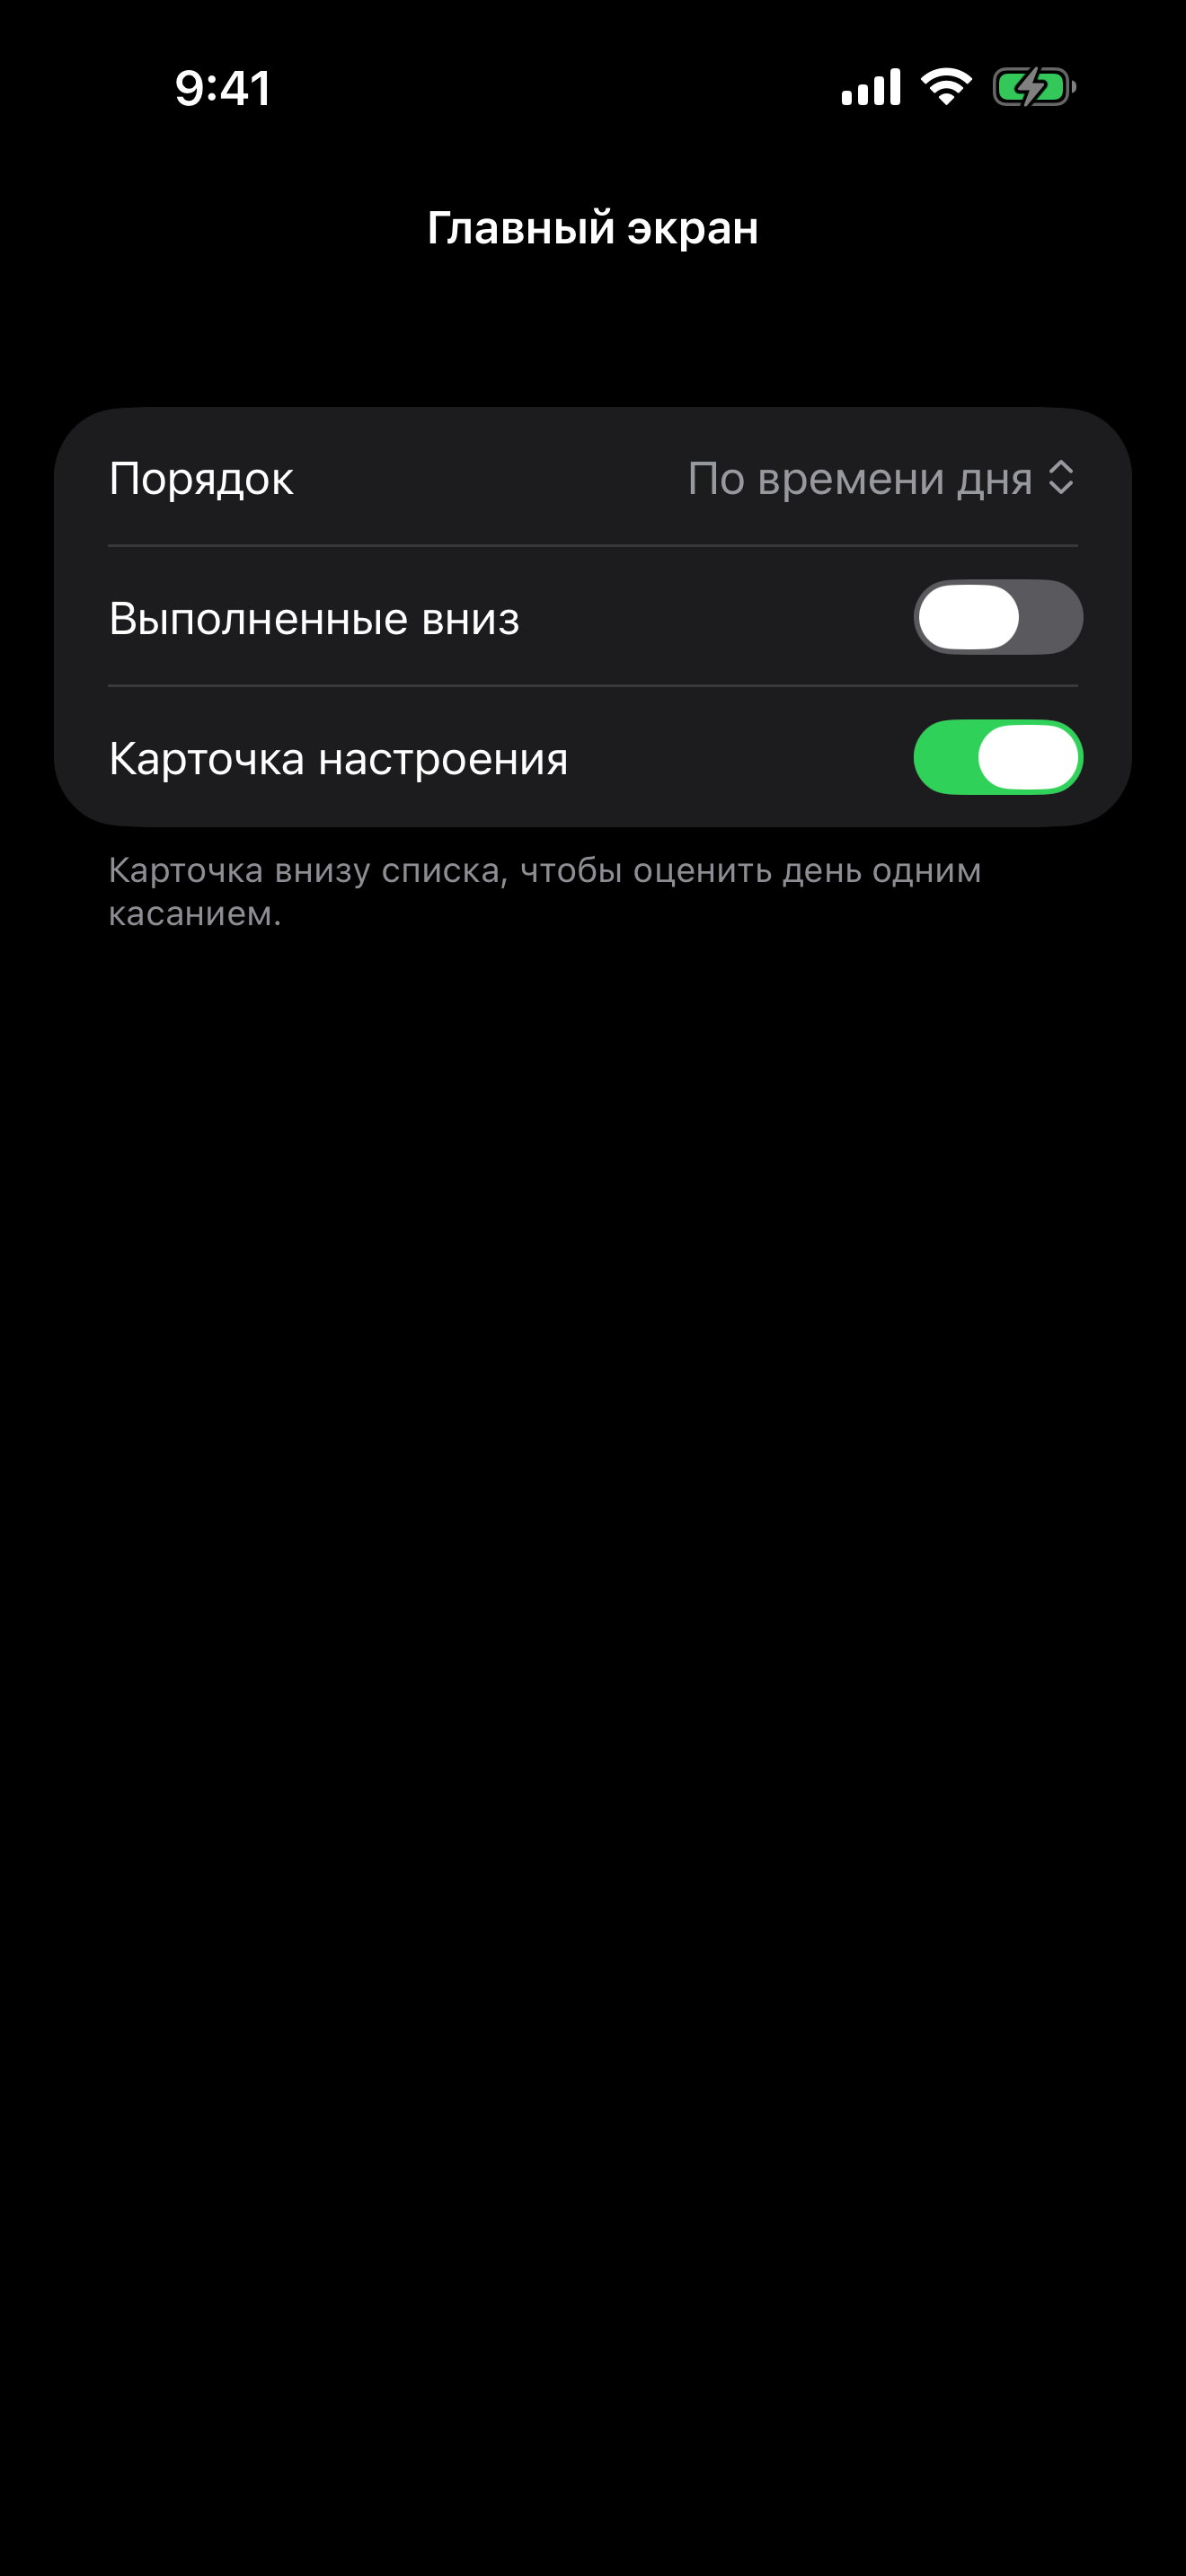 9:41
Главный экран
Порядок
По времени дня
Выполненные вниз
Карточка настроения
Карточка внизу списка, чтобы оценить день одним
касанием.